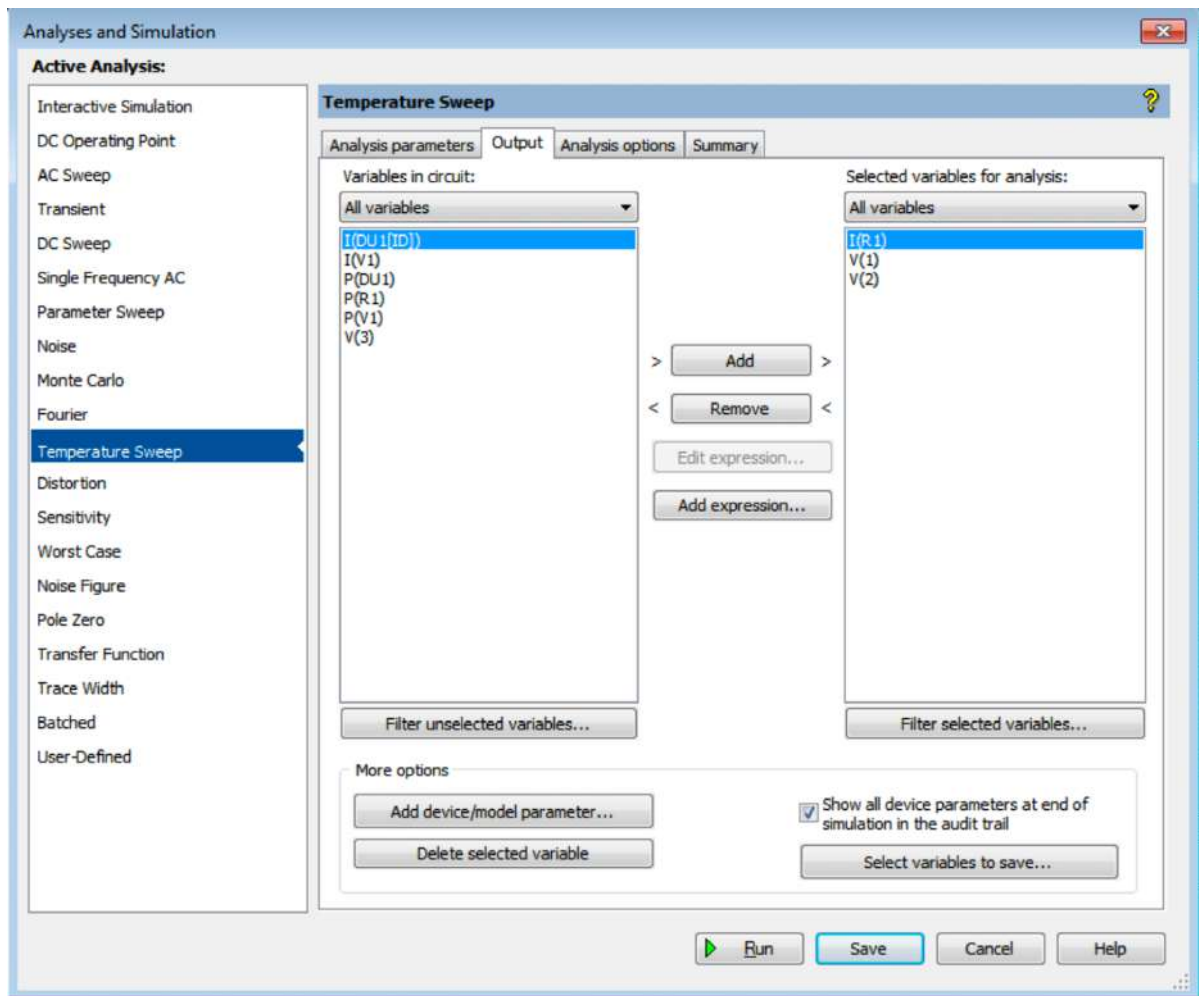 Analyses and Simulation
Active Analysis:
Interactive Simulation
DC Operating Point
AC Sweep
Transient
DC Sweep
Single Frequency AC
Parameter Sweep
Noise
Monte Carlo
Fourier
Temperature Sweep
Distortion
Sensitivity
Worst Case
Noise Figure
Pole Zero
Transfer Function
Trace Width
Batched
User-Defined
Temperature Sweep
?
Analysis parameters
Output
Analysis options
Summary
Variables in circuit:
All variables
I(DU1[ID])
I(V1)
P(DU1)
P(R1)
P(V1)
V(3)
Filter unselected variables...
> Add >
< Remove <
Edit expression...
Add expression...
Selected variables for analysis:
All variables
I(R1)
V(1)
V(2)
Filter selected variables...
More options
Add device/model parameter...
Delete selected variable
Show all device parameters at end of
simulation in the audit trail
Select variables to save...
Run
Save
Cancel
Help